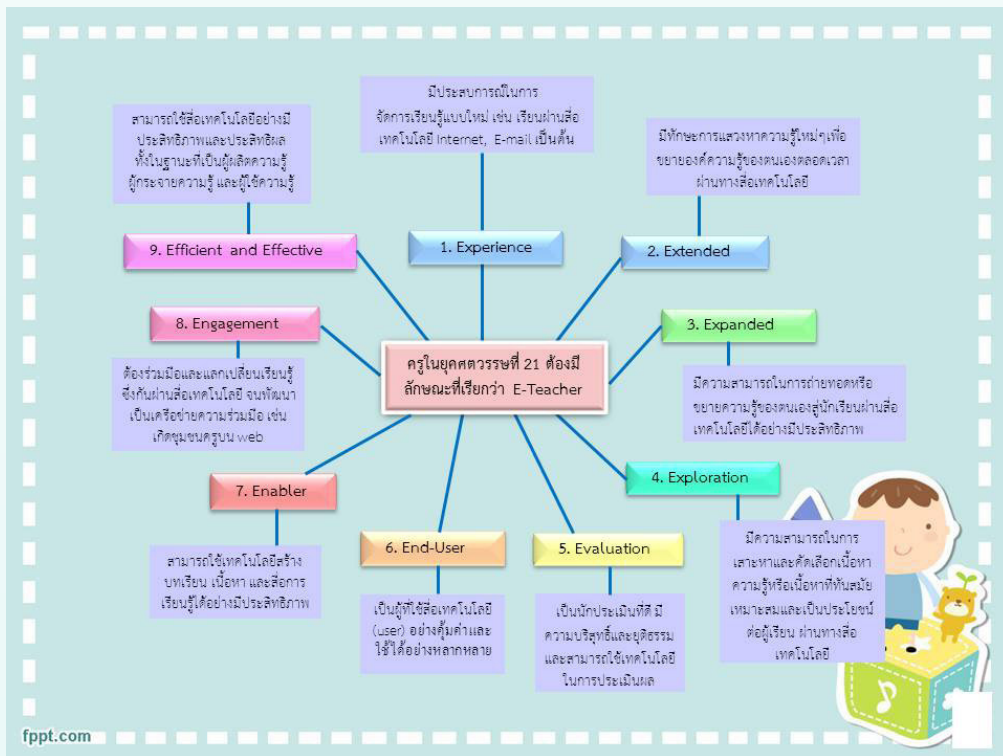 ครูในยุคศตวรรษที่ 21 ต้องมี
ลักษณะที่เรียกว่า E-Teacher
1. Experience
มีประสบการณ์ในการ
จัดการเรียนรู้แบบใหม่ เช่น เรียนผ่านสื่อ
เทคโนโลยี Internet, E-mail เป็นต้น
2. Extended
มีทักษะการแสวงหาความรู้ใหม่ๆเพื่อ
ขยายองค์ความรู้ของตนเองตลอดเวลา
ผ่านทางสื่อเทคโนโลยี
3. Expanded
มีความสามารถในการถ่ายทอดหรือ
ขยายความรู้ของตนเองสู่นักเรียนผ่านสื่อ
เทคโนโลยีได้อย่างมีประสิทธิภาพ
4. Exploration
มีความสามารถในการ
เสาะหาและคัดเลือกเนื้อหา
ความรู้หรือเนื้อหาที่ทันสมัย
เหมาะสมและเป็นประโยชน์
ต่อผู้เรียน ผ่านทางสื่อ
เทคโนโลยี
5. Evaluation
เป็นนักประเมินที่ดี มี
ความบริสุทธิ์และยุติธรรม
และสามารถใช้เทคโนโลยี
ในการประเมินผล
6. End-User
เป็นผู้ที่ใช้สื่อเทคโนโลยี
(user) อย่างคุ้มค่าและ
ใช้ได้อย่างหลากหลาย
7. Enabler
สามารถใช้เทคโนโลยีสร้าง
บทเรียน เนื้อหา และสื่อการ
เรียนรู้ได้อย่างมีประสิทธิภาพ
8. Engagement
ต้องร่วมมือและแลกเปลี่ยนเรียนรู้
ซึ่งกันผ่านสื่อเทคโนโลยี จนพัฒนา
เป็นเครือข่ายความร่วมมือ เช่น
เกิดชุมชนครูบน web
9. Efficient and Effective
สามารถใช้สื่อเทคโนโลยีอย่างมี
ประสิทธิภาพและประสิทธิผล
ทั้งในฐานะที่เป็นผู้ผลิตความรู้
ผู้กระจายความรู้ และผู้ใช้ความรู้
fppt.com